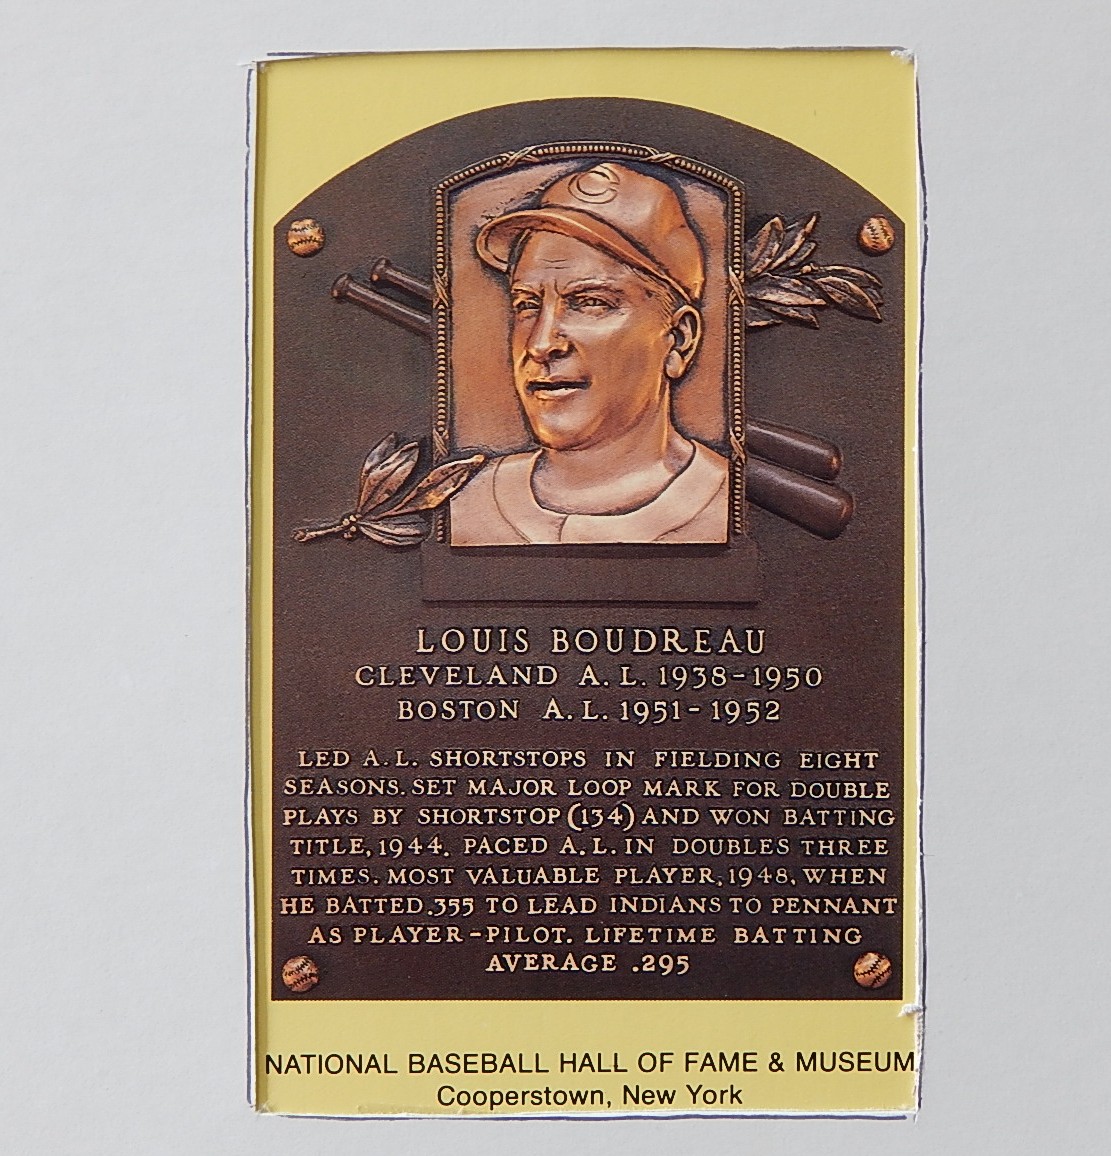 C
LOUIS BOUDREAU
CLEVELAND A.L. 1938-1950
BOSTON A.L. 1951-1952
LED A.L. SHORTSTOPS IN FIELDING EIGHT
SEASONS. SET MAJOR LOOP MARK FOR DOUBLE
PLAYS BY SHORTSTOP (134) AND WON BATTING
TITLE, 1944. PACED A.L. IN DOUBLES THREE
TIMES. MOST VALUABLE PLAYER, 1948, WHEN
HE BATTED .355 TO LEAD INDIANS TO PENNANT
AS PLAYER-PILOT. LIFETIME BATTING
AVERAGE .295
NATIONAL BASEBALL HALL OF FAME & MUSEUM
Cooperstown, New York